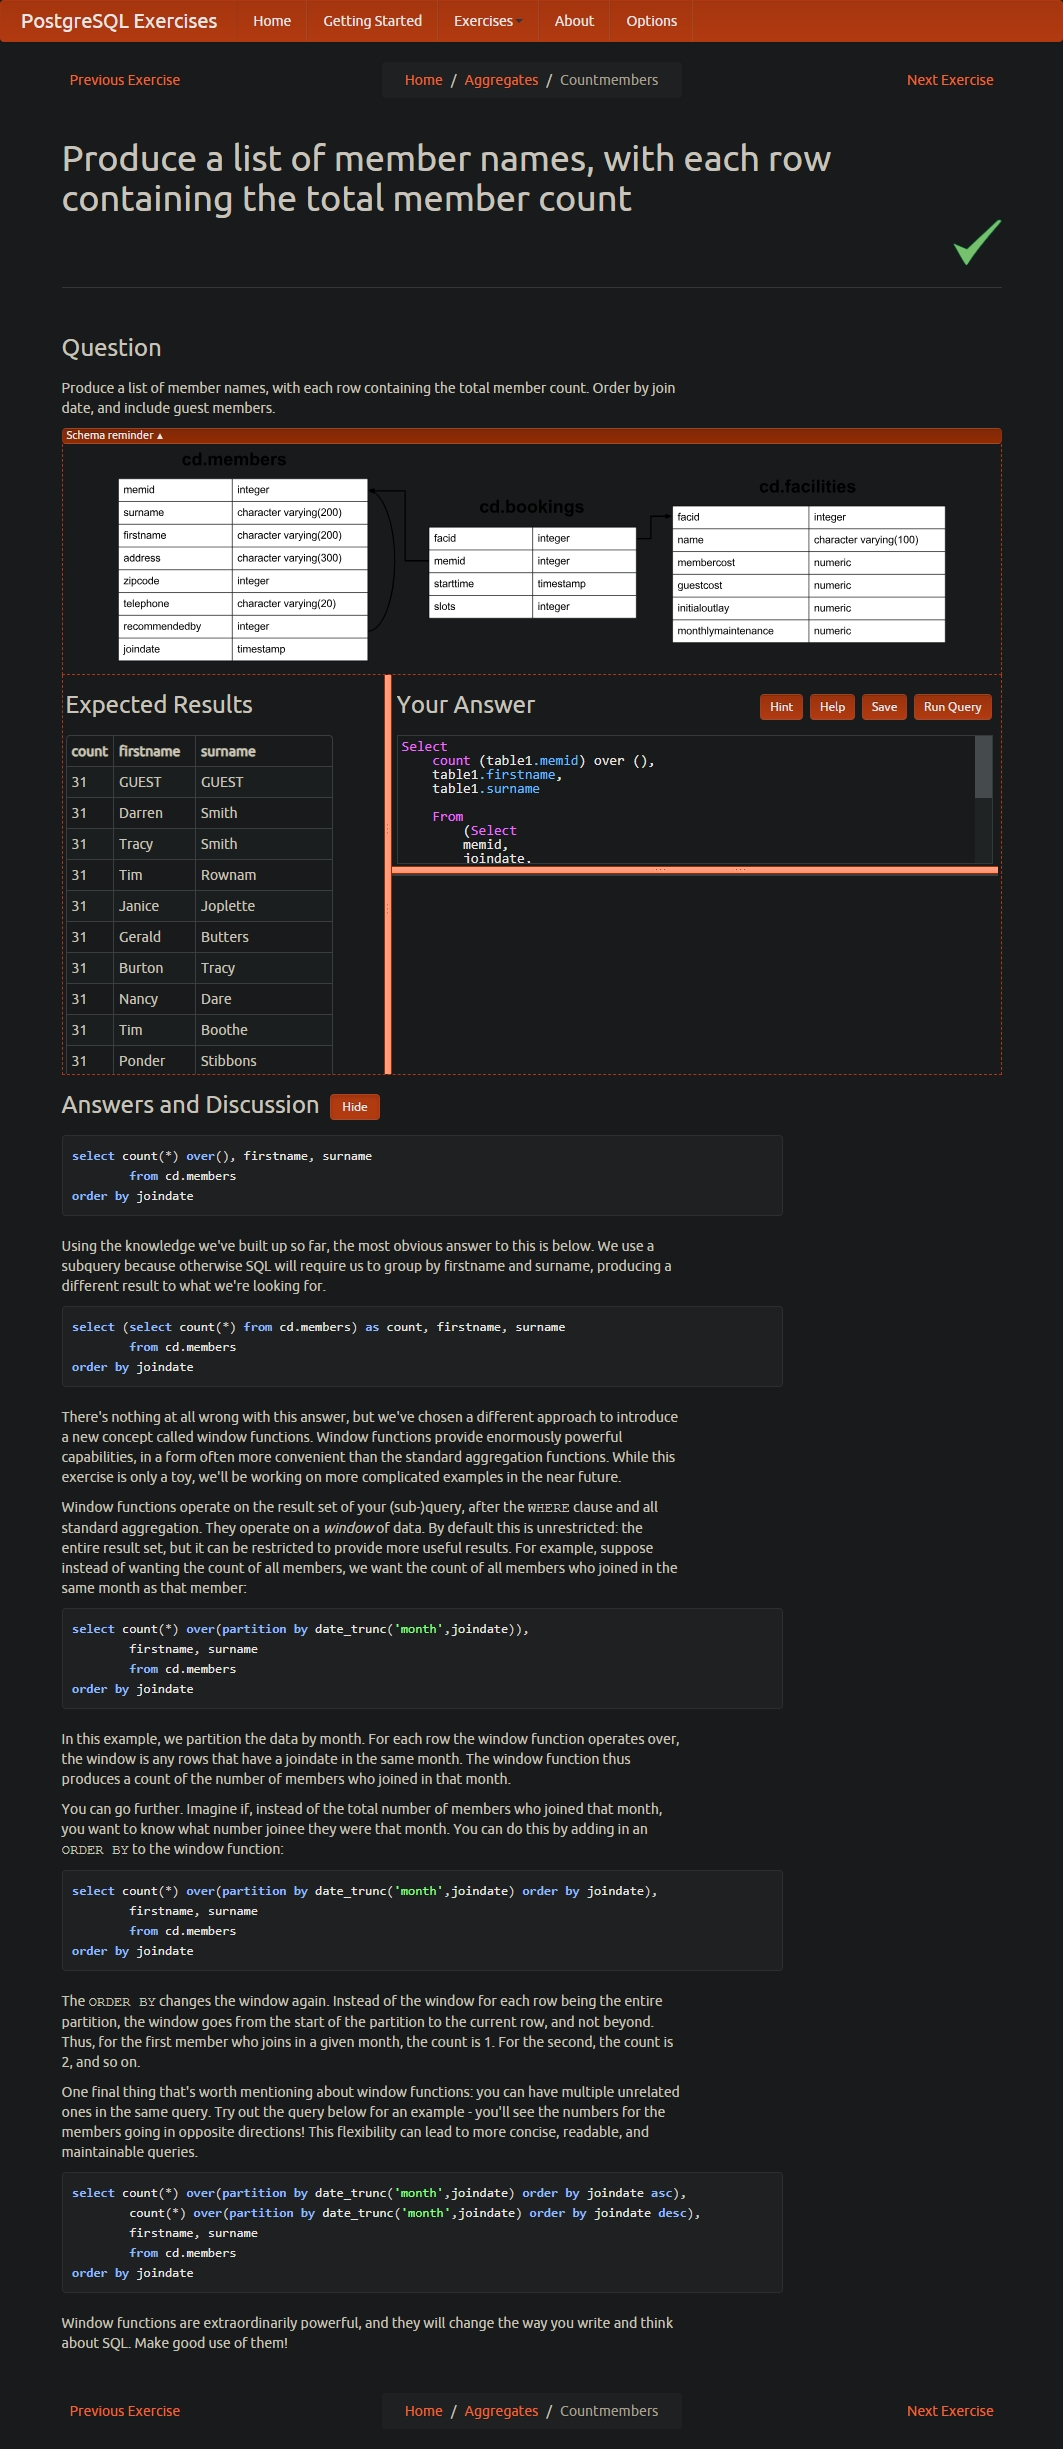 PostgreSQL Exercises Home Getting Started Exercises About Options
Previous Exercise Home / Aggregates / Countmembers Next Exercise
Produce a list of member names, with each row
containing the total member count
Question
Produce a list of member names, with each row containing the total member count. Order by join
date, and include guest members.
Schema reminder ▴
cd.members
memid integer
surname character varying(200)
firstname character varying(200)
address character varying(300)
zipcode integer
telephone character varying(20)
recommendedby integer
joindate timestamp
cd.bookings
facid integer
memid integer
starttime timestamp
slots integer
cd.facilities
facid integer
name character varying(100)
membercost numeric
guestcost numeric
initialoutlay numeric
monthlymaintenance numeric
Expected Results
count firstname surname
31 GUEST GUEST
31 Darren Smith
31 Tracy Smith
31 Tim Rownam
31 Janice Joplette
31 Gerald Butters
31 Burton Tracy
31 Nancy Dare
31 Tim Boothe
31 Ponder Stibbons
Your Answer
Hint Help Save Run Query
Select
count (table1.memid) over (),
table1.firstname,
table1.surname
From
(Select
memid,
joindate,
Answers and Discussion Hide
select count(*) over(), firstname, surname
from cd.members
order by joindate
Using the knowledge we've built up so far, the most obvious answer to this is below. We use a
subquery because otherwise SQL will require us to group by firstname and surname, producing a
different result to what we're looking for.
select (select count(*) from cd.members) as count, firstname, surname
from cd.members
order by joindate
There's nothing at all wrong with this answer, but we've chosen a different approach to introduce
a new concept called window functions. Window functions provide enormously powerful
capabilities, in a form often more convenient than the standard aggregation functions. While this
exercise is only a toy, we'll be working on more complicated examples in the near future.
Window functions operate on the result set of your (sub-)query, after the WHERE clause and all
standard aggregation. They operate on a window of data. By default this is unrestricted: the
entire result set, but it can be restricted to provide more useful results. For example, suppose
instead of wanting the count of all members, we want the count of all members who joined in the
same month as that member:
select count(*) over(partition by date_trunc('month',joindate)),
firstname, surname
from cd.members
order by joindate
In this example, we partition the data by month. For each row the window function operates over,
the window is any rows that have a joindate in the same month. The window function thus
produces a count of the number of members who joined in that month.
You can go further. Imagine if, instead of the total number of members who joined that month,
you want to know what number joinee they were that month. You can do this by adding in an
ORDER BY to the window function:
select count(*) over(partition by date_trunc('month',joindate) order by joindate),
firstname, surname
from cd.members
order by joindate
The ORDER BY changes the window again. Instead of the window for each row being the entire
partition, the window goes from the start of the partition to the current row, and not beyond.
Thus, for the first member who joins in a given month, the count is 1. For the second, the count is
2, and so on.
One final thing that's worth mentioning about window functions: you can have multiple unrelated
ones in the same query. Try out the query below for an example - you'll see the numbers for the
members going in opposite directions! This flexibility can lead to more concise, readable, and
maintainable queries.
select count(*) over(partition by date_trunc('month',joindate) order by joindate asc),
count(*) over(partition by date_trunc('month',joindate) order by joindate desc),
firstname, surname
from cd.members
order by joindate
Window functions are extraordinarily powerful, and they will change the way you write and think
about SQL. Make good use of them!
Previous Exercise Home / Aggregates / Countmembers Next Exercise